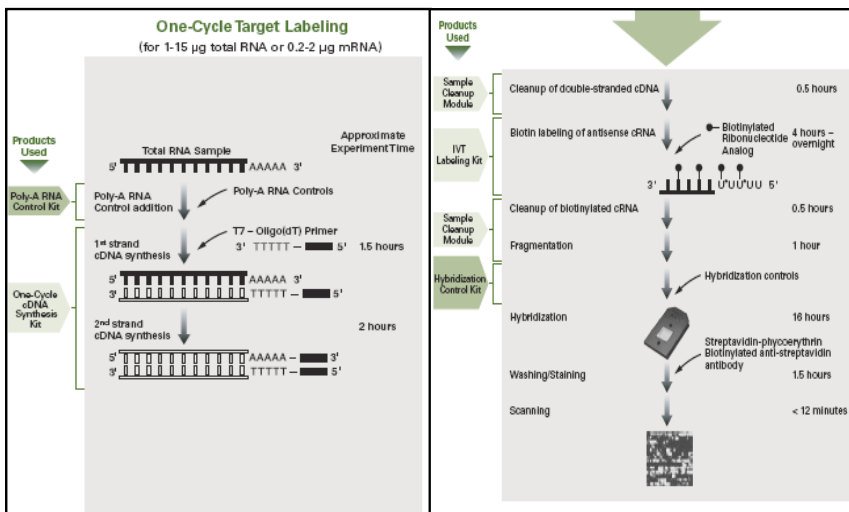 One-Cycle Target Labeling
(for 1-15 µg total RNA or 0.2-2 µg mRNA)
Products
Used
Approximate
Experiment Time
Total RNA Sample
5' AAAAA 3'
Poly-A RNA
Control Kit
Poly-A RNA
Control addition
Poly-A RNA Controls
T7 – Oligo(dT) Primer
3' TTTTT – 5'
1st strand
cDNA synthesis
1.5 hours
5' AAAAA 3'
3' TTTTT – 5'
One-Cycle
cDNA
Synthesis
Kit
2nd strand
cDNA synthesis
2 hours
5' AAAAA – 3'
3' TTTTT – 5'
Products
Used
Sample
Cleanup
Module
Cleanup of double-stranded cDNA
0.5 hours
IVT
Labeling Kit
Biotin labeling of antisense cRNA
Biotinylated
Ribonucleotide
Analog
4 hours –
overnight
3' UUUUU 5'
Sample
Cleanup
Module
Cleanup of biotinylated cRNA
0.5 hours
Fragmentation
1 hour
Hybridization
Control Kit
Hybridization controls
Hybridization
16 hours
Streptavidin-phycoerythrin
Biotinylated anti-streptavidin
antibody
Washing/Staining
1.5 hours
Scanning
< 12 minutes